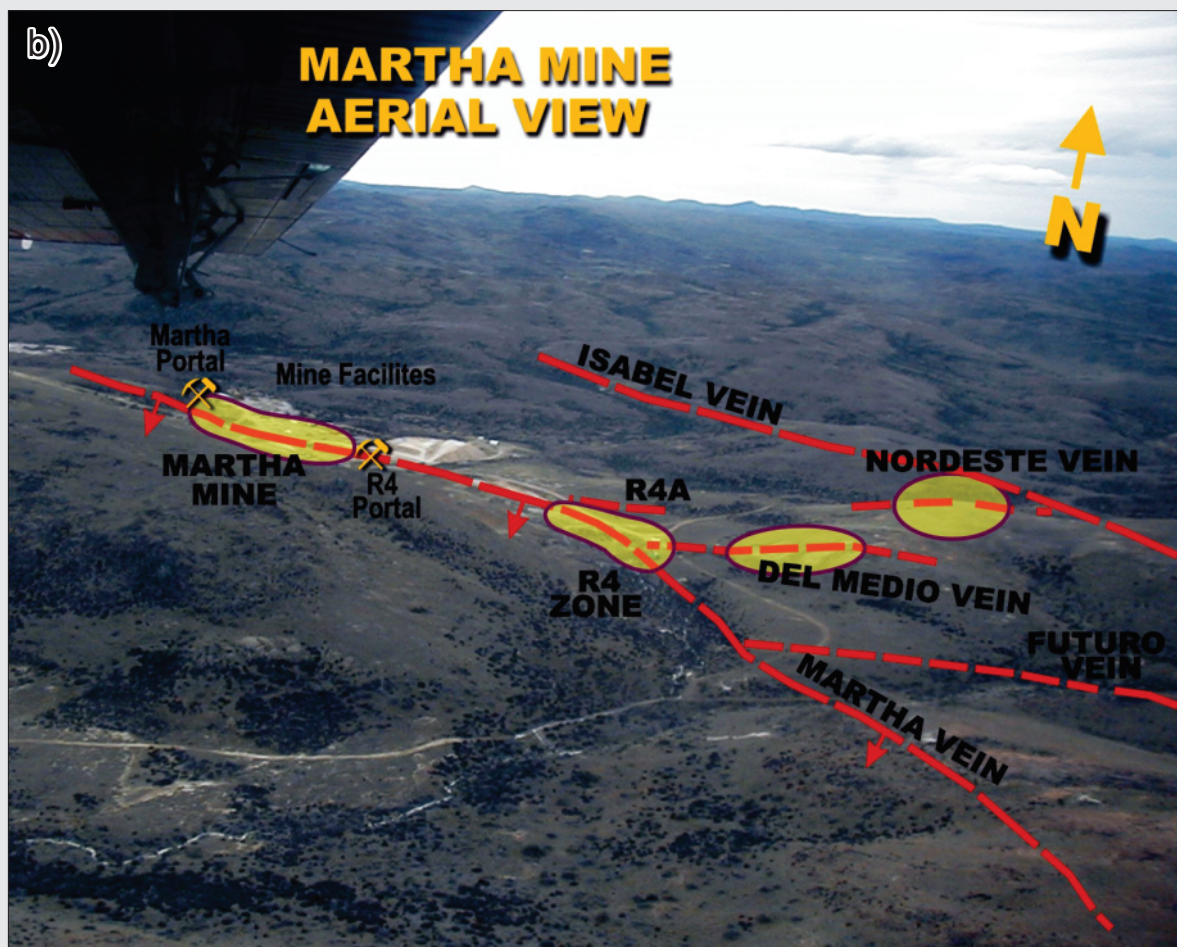 b)
MARTHA MINE
AERIAL VIEW
N
Martha
Portal
Mine Facilites
ISABEL VEIN
MARTHA
MINE
R4
Portal
R4A
NORDESTE VEIN
R4
ZONE
DEL MEDIO VEIN
FUTURO
VEIN
MARTHA VEIN